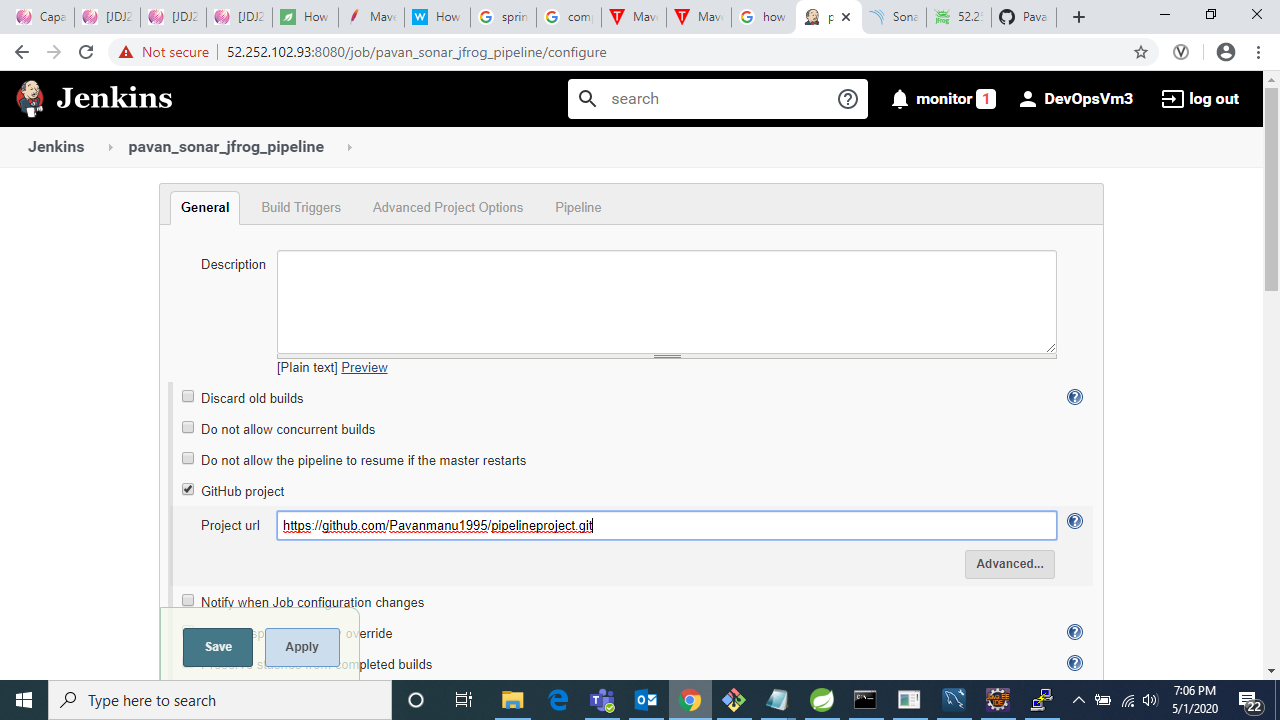 Capa
[JDJ2
[JDJ2
[JDJ2
How
Mave
How
sprin
com
Mave
Mave
how
p
Sona
52.2
Pava
Not secure
52.252.102.93:8080/job/pavan_sonar_jfrog_pipeline/configure
Jenkins
search
monitor 1
DevOpsVm3
log out
Jenkins
pavan_sonar_jfrog_pipeline
General
Build Triggers
Advanced Project Options
Pipeline
Description
[Plain text] Preview
Discard old builds
Do not allow concurrent builds
Do not allow the pipeline to resume if the master restarts
GitHub project
Project url
https://github.com/Pavanmanu1995/pipelineproject.git
Advanced...
Notify when Job configuration changes
override
completed builds
Save
Apply
Type here to search
7:06 PM
5/1/2020
22